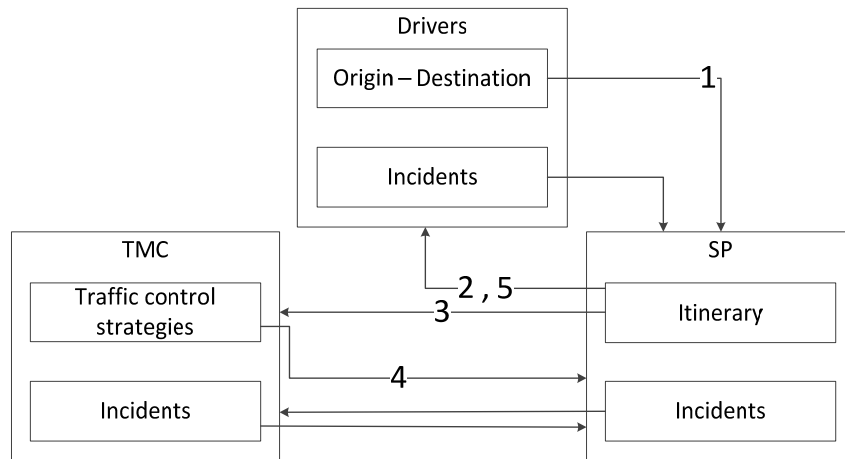 Drivers
Origin – Destination
1
Incidents
TMC
SP
Traffic control
strategies
2 , 5
3
Itinerary
4
Incidents
Incidents